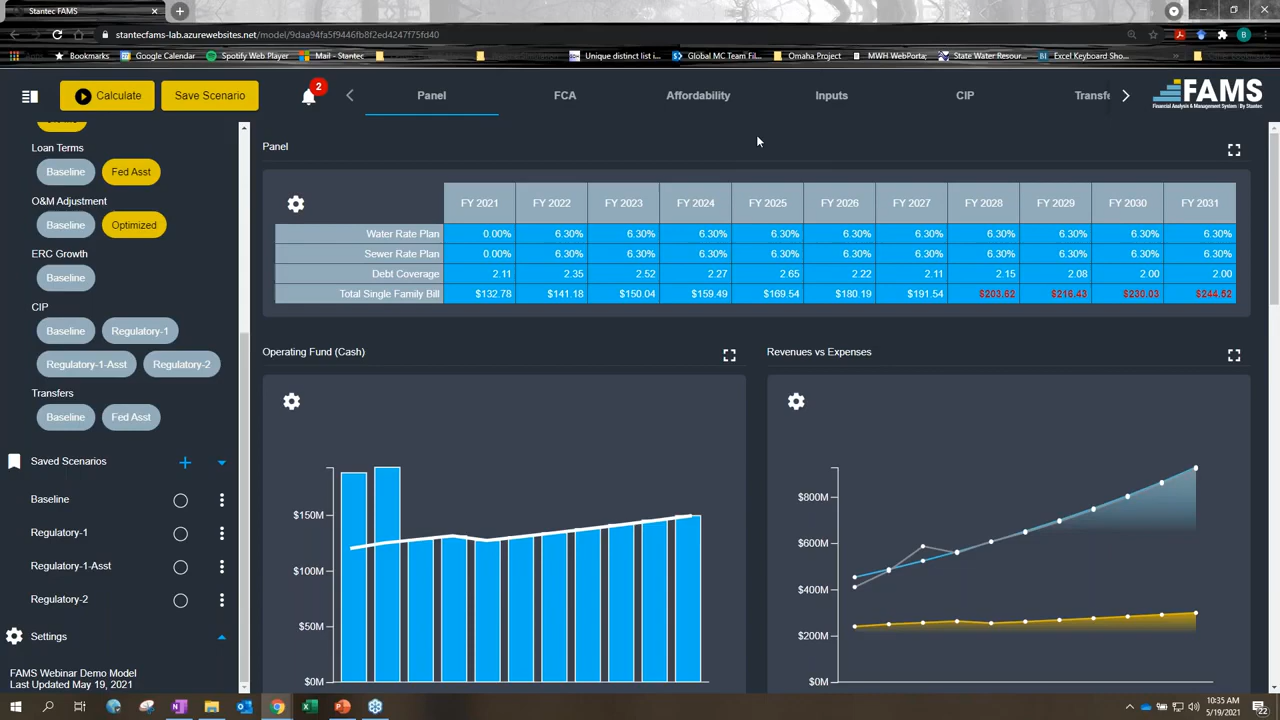 Stantec FAMS
stantecfams-lab.azurewebsites.net/model/9daa94fa5f9446fb8f2ed4247f75fd40
B
Bookmarks
Google Calendar
Spotify Web Player
Mail - Stantec
Unique distinct list i...
Global MC Team Fil...
Omaha Project
MWH WebPorta
State Water Resour...
Excel Keyboard Sho...
Calculate
Save Scenario
2
Panel
FCA
Affordability
Inputs
CIP
Transfe
FAMS
Financial Analysis & Management System | By Stantec
Loan Terms
Baseline
Fed Asst
O&M Adjustment
Baseline
Optimized
ERC Growth
Baseline
CIP
Baseline
Regulatory-1
Regulatory-1-Asst
Regulatory-2
Transfers
Baseline
Fed Asst
Saved Scenarios
Baseline
Regulatory-1
Regulatory-1-Asst
Regulatory-2
Settings
FAMS Webinar Demo Model
Last Updated May 19, 2021
Panel
FY 2021 FY 2022 FY 2023 FY 2024 FY 2025 FY 2026 FY 2027 FY 2028 FY 2029 FY 2030 FY 2031
Water Rate Plan 0.00% 6.30% 6.30% 6.30% 6.30% 6.30% 6.30% 6.30% 6.30% 6.30% 6.30%
Sewer Rate Plan 0.00% 6.30% 6.30% 6.30% 6.30% 6.30% 6.30% 6.30% 6.30% 6.30% 6.30%
Debt Coverage 2.11 2.35 2.52 2.27 2.65 2.22 2.11 2.15 2.08 2.00 2.00
Total Single Family Bill $132.78 $141.18 $150.04 $159.49 $169.54 $180.19 $191.54 $203.62 $216.43 $230.03 $244.52
Operating Fund (Cash)
$150M
$100M
$50M
$0M
Revenues vs Expenses
$800M
$600M
$400M
$200M
$0M
10:35 AM
5/19/2021
22